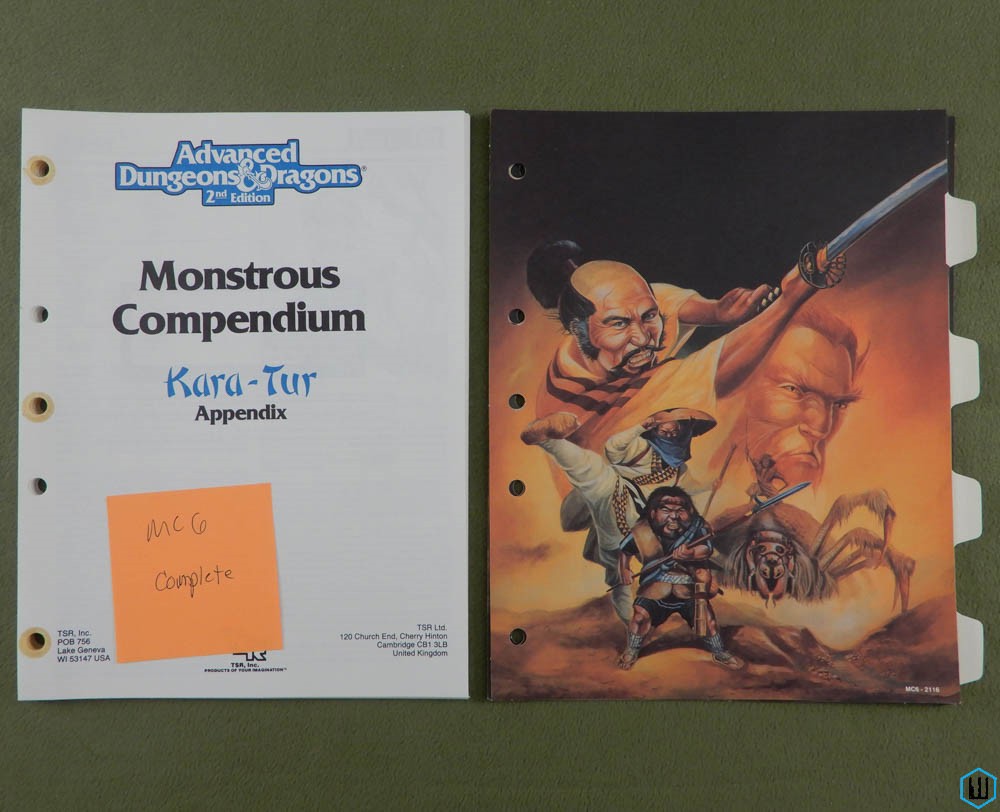 Advanced
Dungeons & Dragons®
2nd Edition
Monstrous
Compendium
Kara-Tur
Appendix
MC6
Complete
TSR, Inc.
POB 756
Lake Geneva
WI 53147 USA
TSR, Inc.
PRODUCTS OF YOUR IMAGINATION™
TSR Ltd.
120 Church End, Cherry Hinton
Cambridge CB1 3LB
United Kingdom
MC6 - 2116